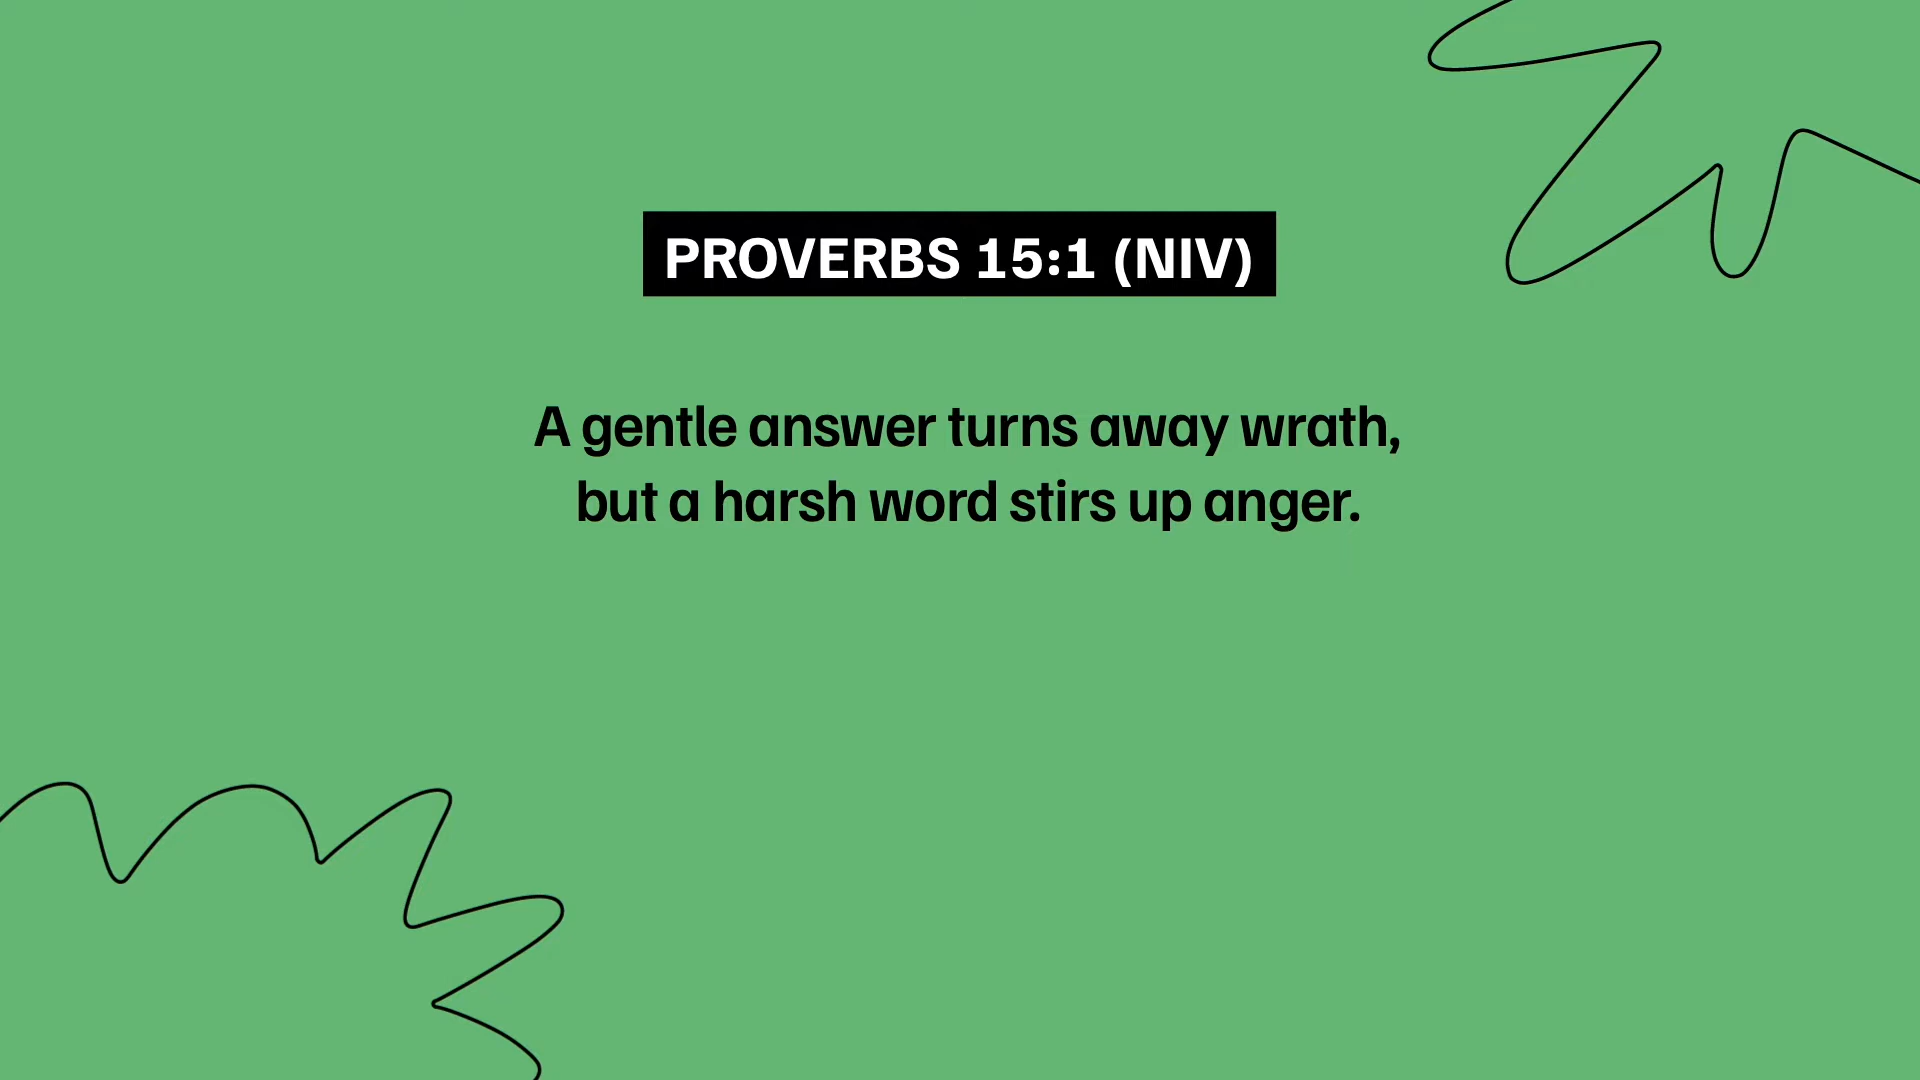 PROVERBS 15:1 (NIV)
A gentle answer turns away wrath,
but a harsh word stirs up anger.